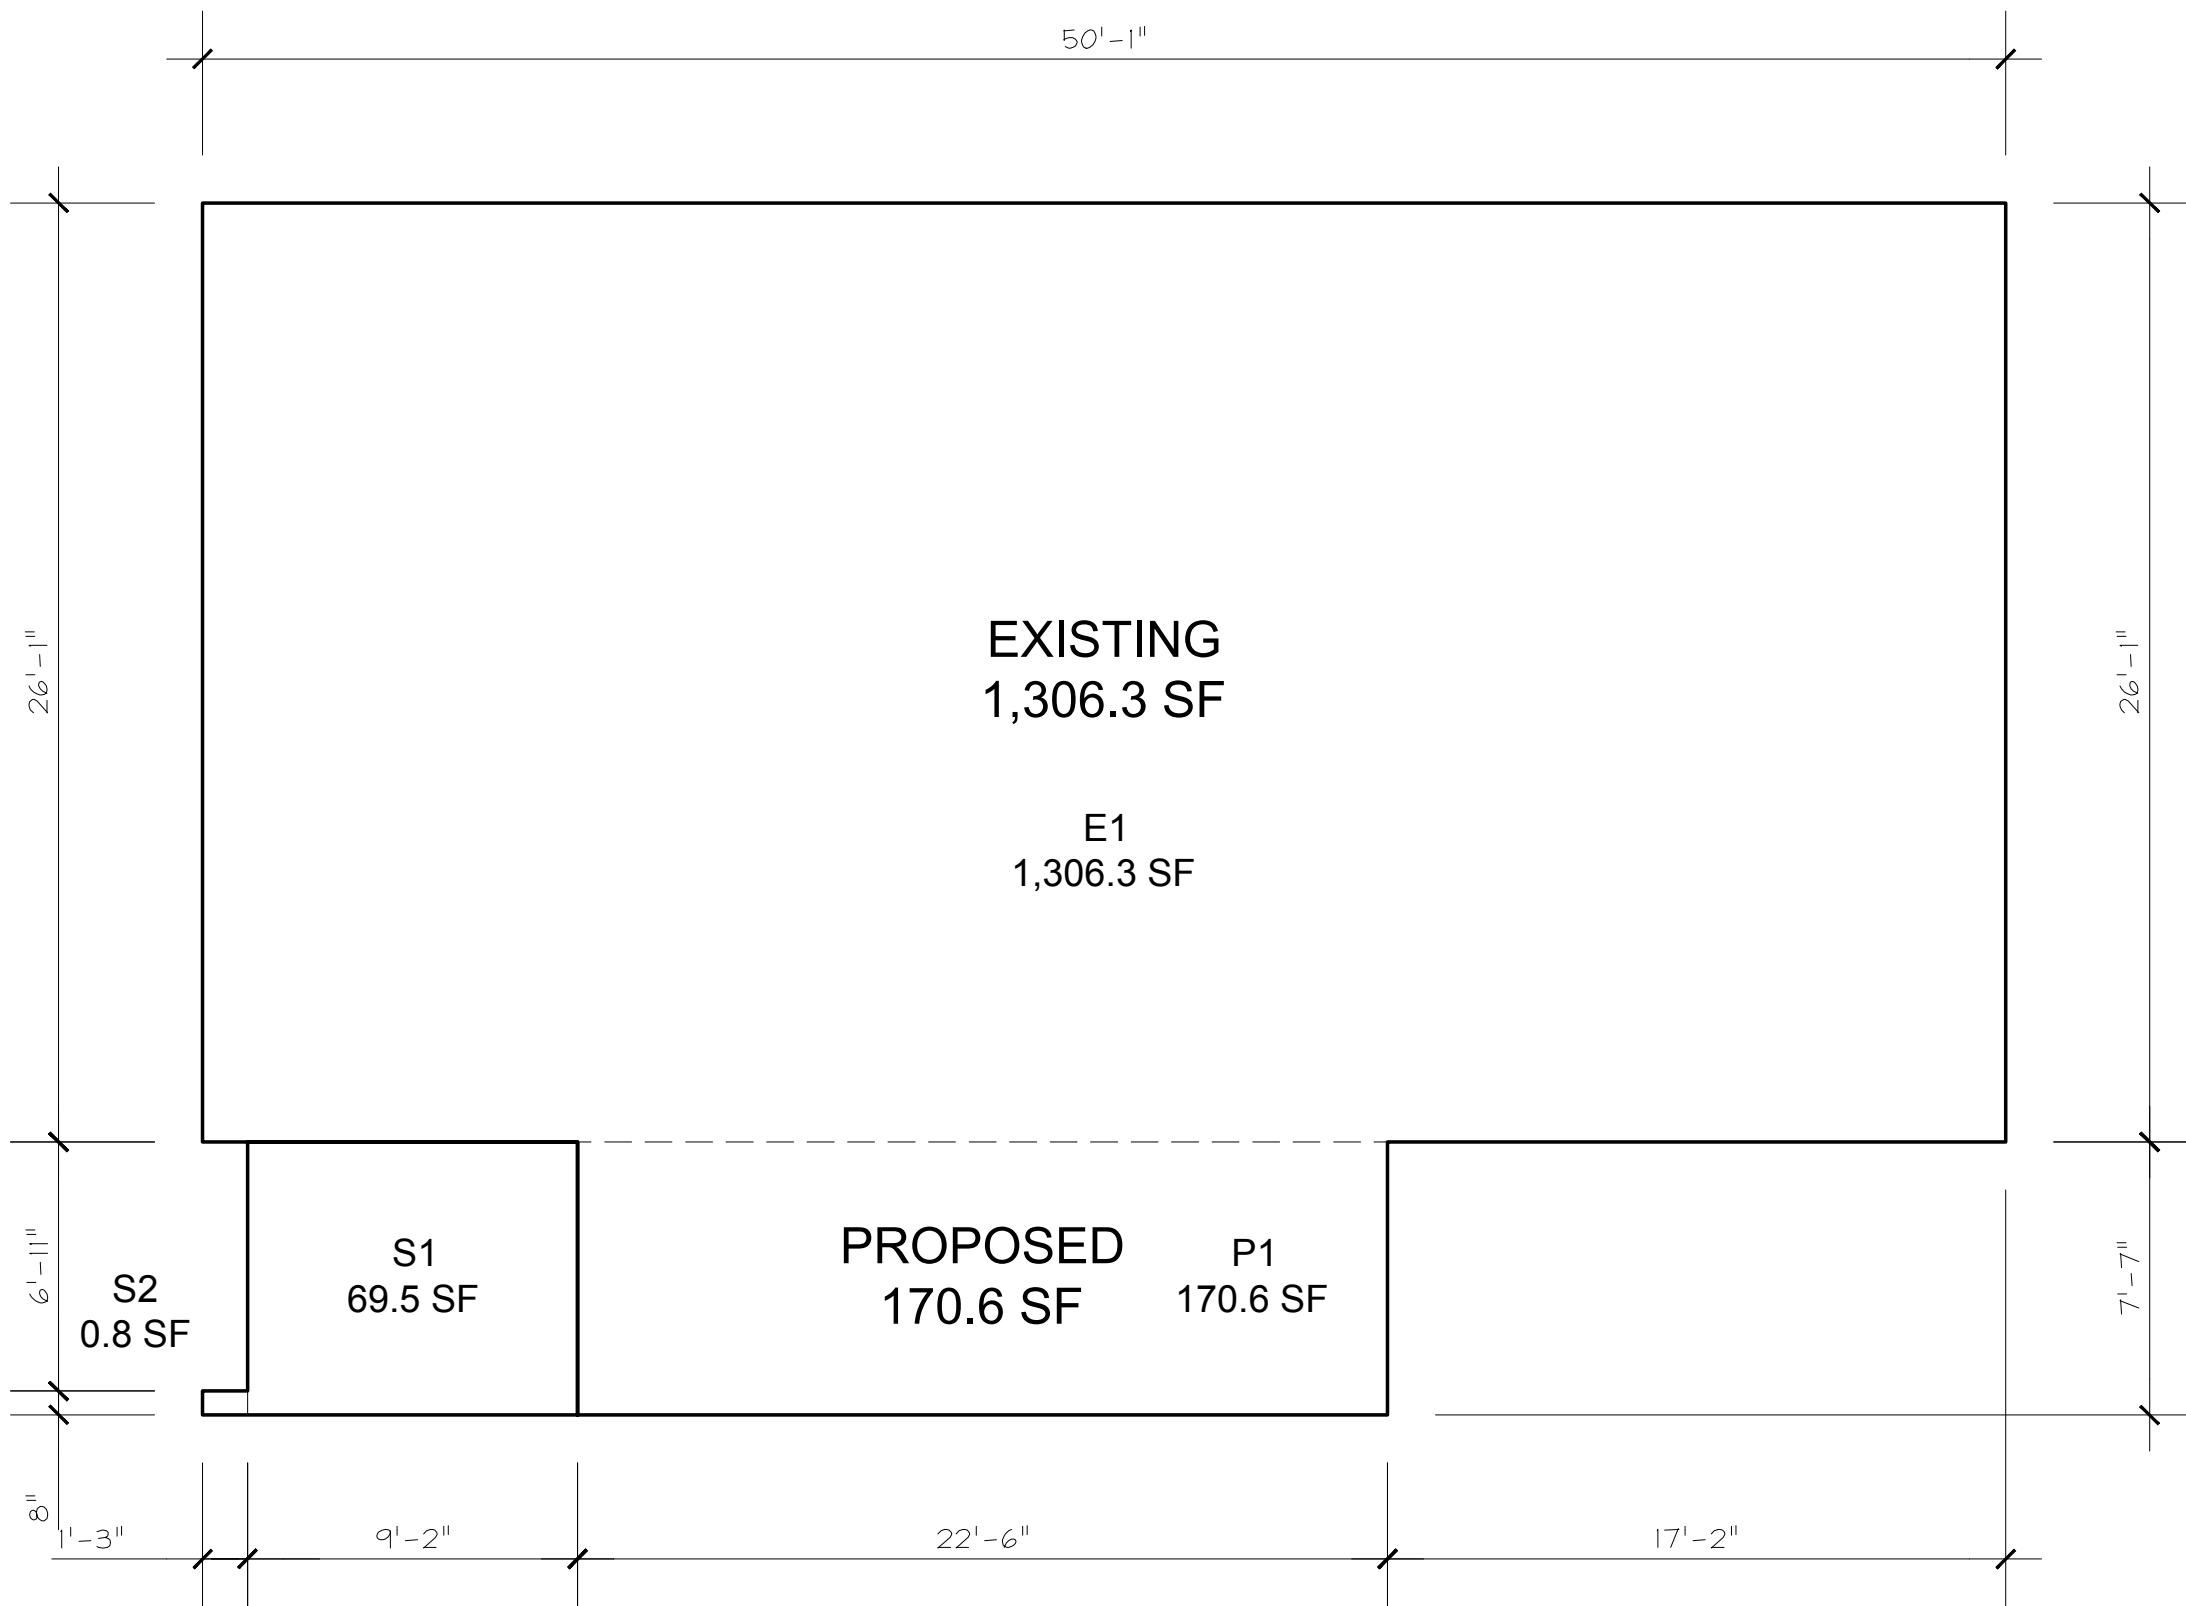 50'-1"
26'-1"
26'-1"
EXISTING
1,306.3 SF
E1
1,306.3 SF
6'-11"
S2
0.8 SF
S1
69.5 SF
PROPOSED
170.6 SF
P1
170.6 SF
7'-7"
8"
1'-3"
9'-2"
22'-6"
17'-2"